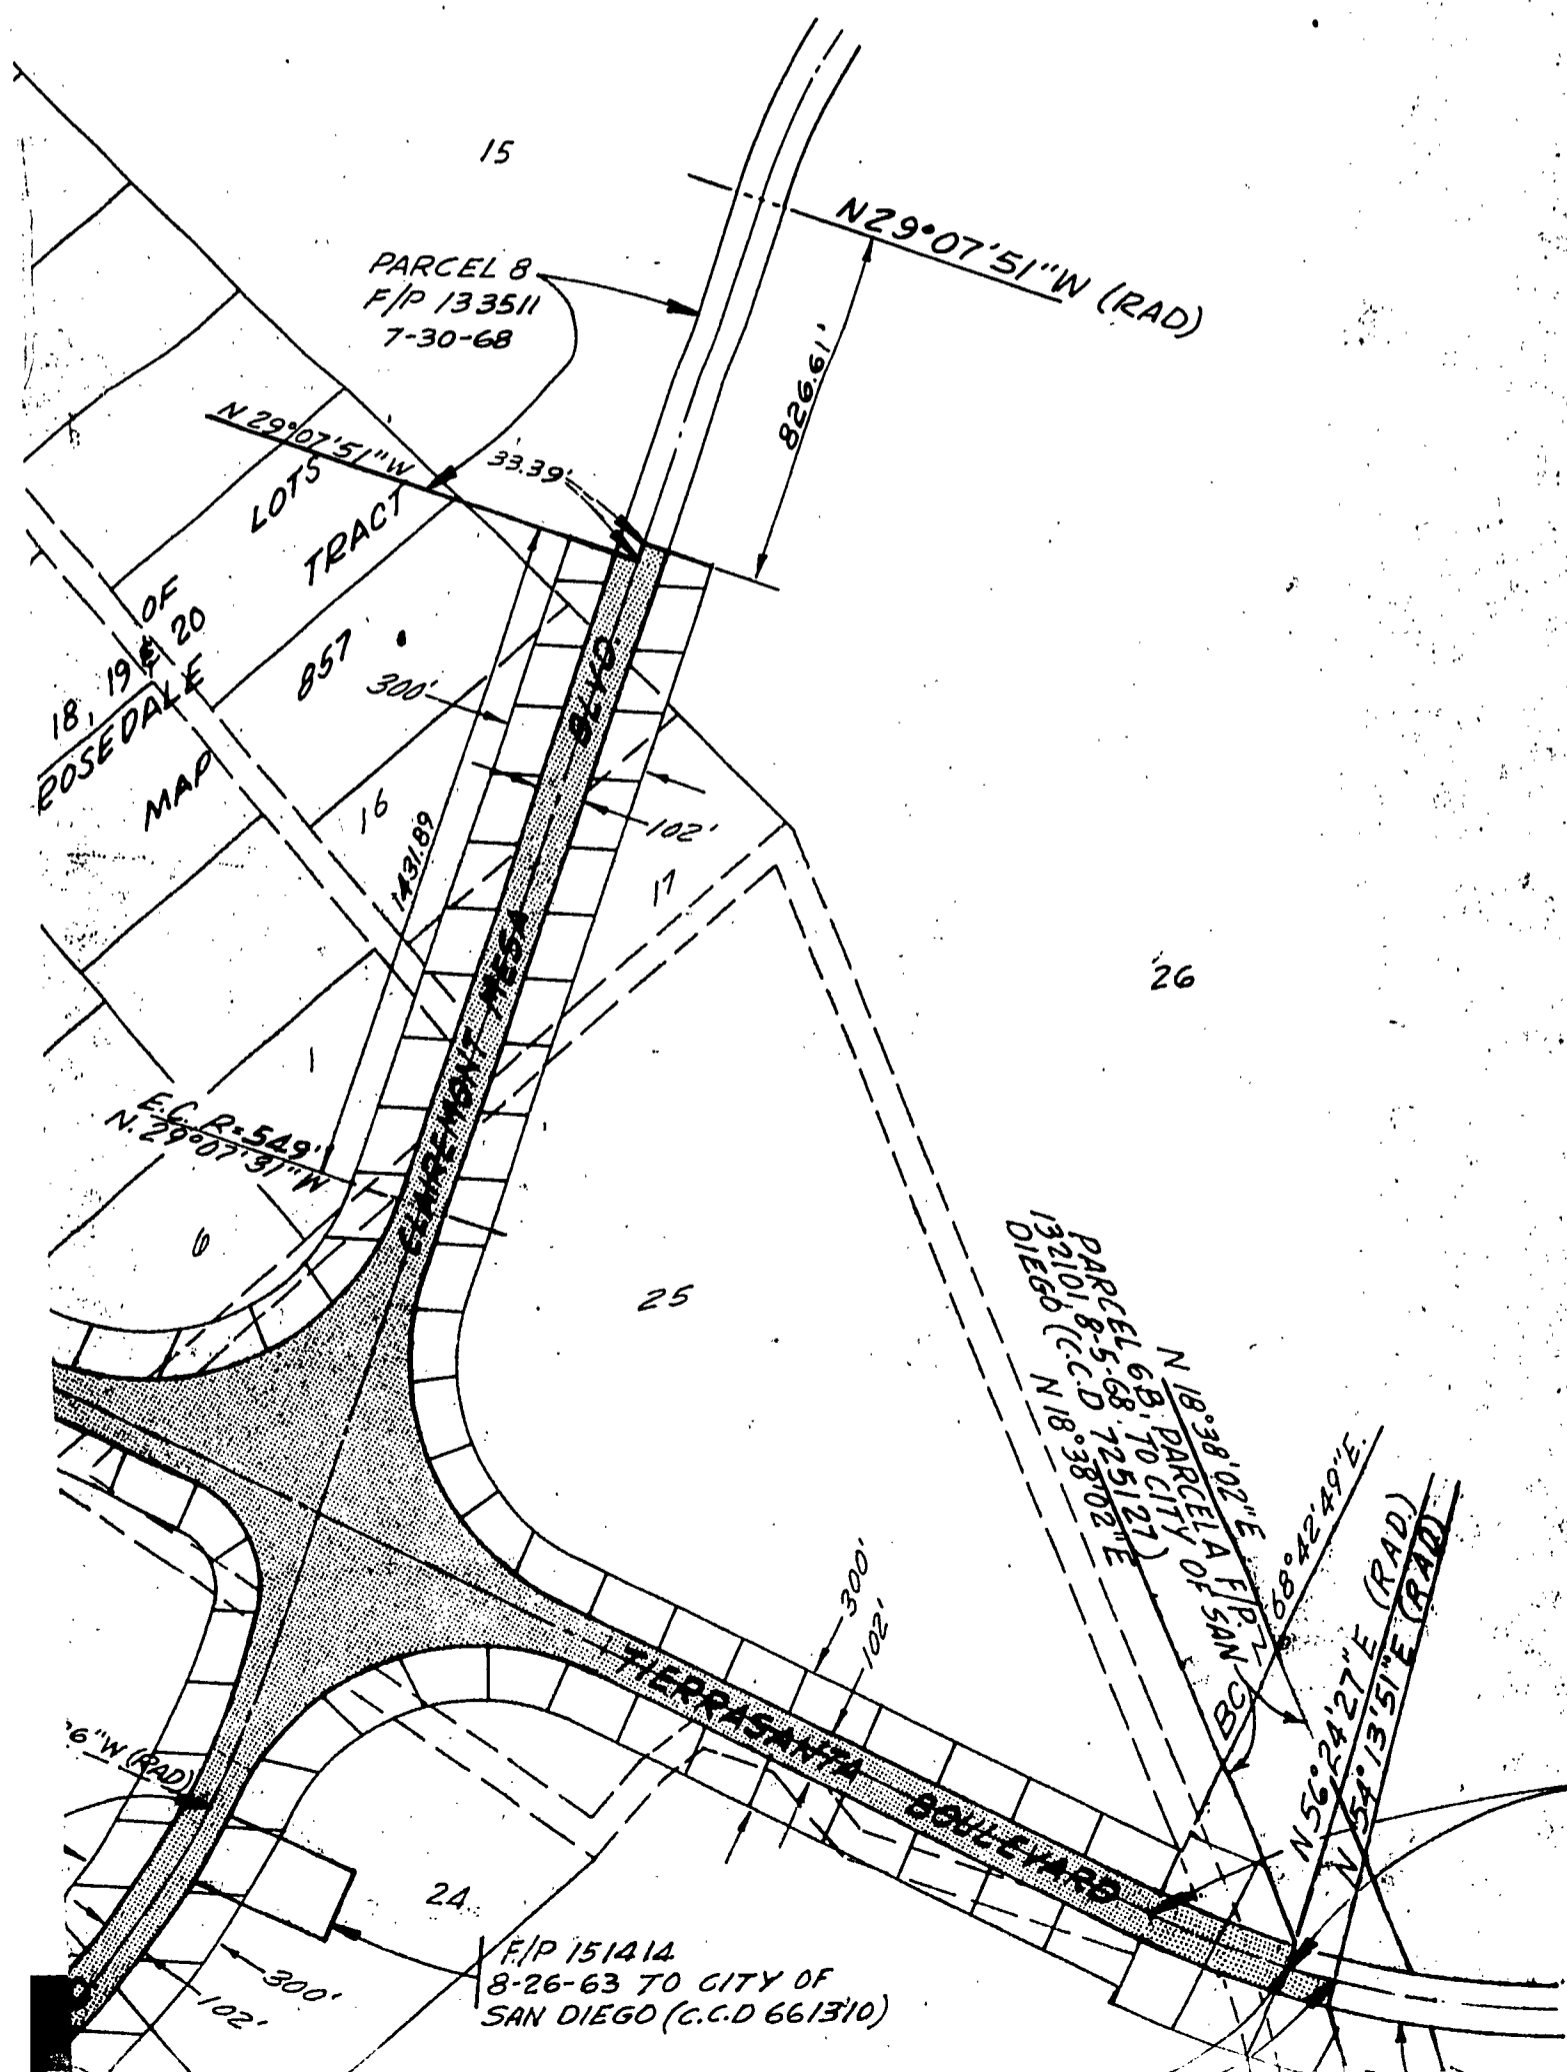 15
N29°07'51"W (RAD)
PARCEL 8
F/P 133511
7-30-68
826.61'
N 29°07'51"W
33.39'
LOTS
18, 19 & 20
OF
ROSEDALE
TRACT
MAP
857
300'
BLVD.
102'
16
17
1431.89
26
CLAIREMONT MESA
1
E.C. R=549'
N. 29°07'31"W
6
25
N 18°38'02"E
PARCEL 6B, PARCEL A F/P
132101, 8-5-68, TO CITY OF SAN
DIEGO (C.C.D 725127)
N 18°38'02"E
68°42'49"E.
BC
N56°24'27"E (RAD.)
N 54°13'51"E (RAD)
300'
102'
TIERRASANTA BOULEVARD
6"W (RAD)
24
F/P 151414
8-26-63 TO CITY OF
SAN DIEGO (C.C.D 661310)
300'
102'